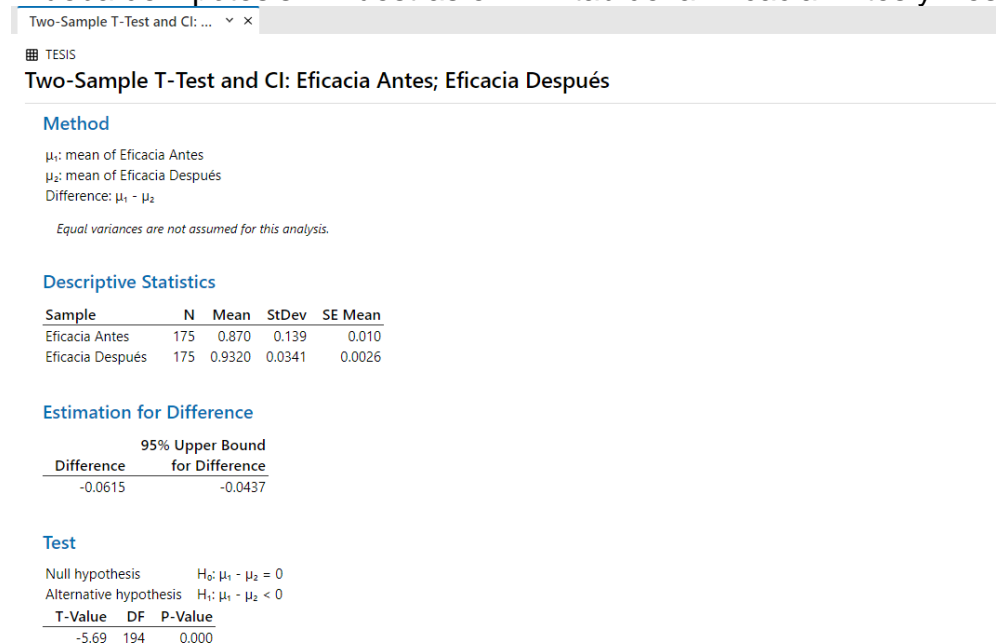 Two-Sample T-Test and CI: ...
TESIS
Two-Sample T-Test and CI: Eficacia Antes; Eficacia Después
Method
μ₁: mean of Eficacia Antes
μ₂: mean of Eficacia Después
Difference: μ₁ - μ₂
Equal variances are not assumed for this analysis.
Descriptive Statistics
Sample N Mean StDev SE Mean
Eficacia Antes 175 0.870 0.139 0.010
Eficacia Después 175 0.9320 0.0341 0.0026
Estimation for Difference
95% Upper Bound
Difference for Difference
-0.0615 -0.0437
Test
Null hypothesis H₀: μ₁ - μ₂ = 0
Alternative hypothesis H₁: μ₁ - μ₂ < 0
T-Value DF P-Value
-5.69 194 0.000